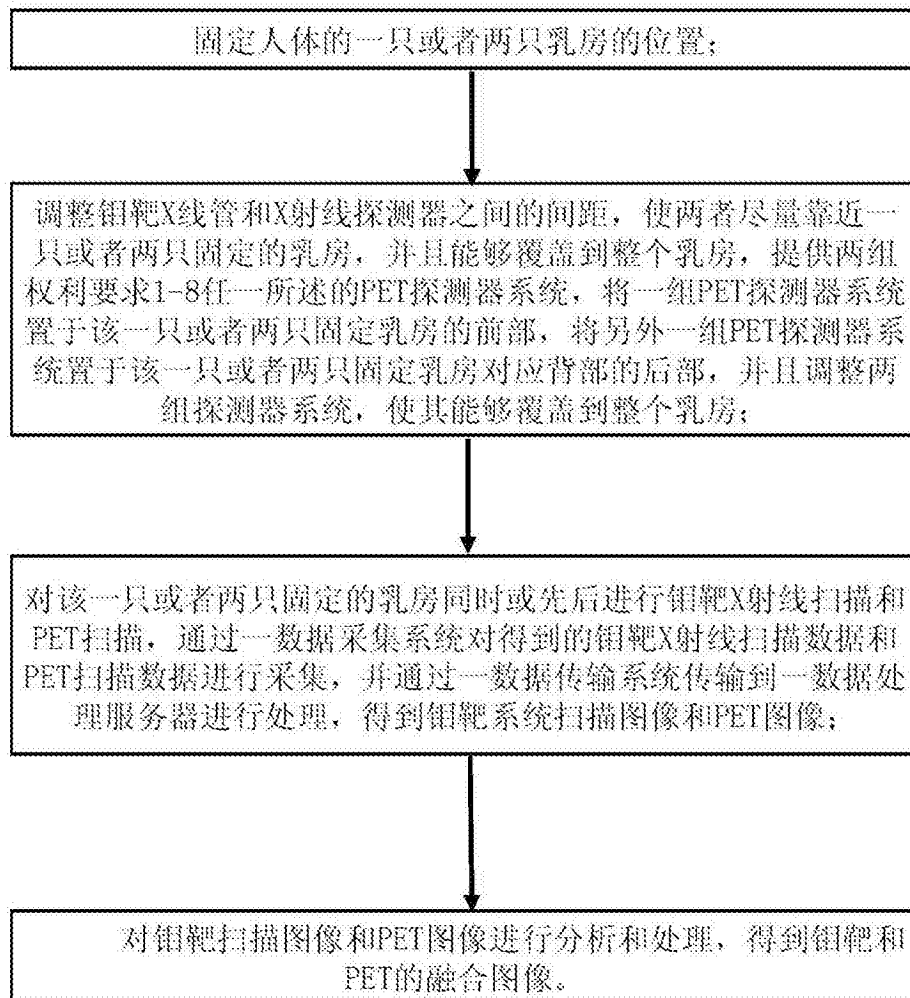 固定人体的一只或者两只乳房的位置；
调整钼靶X线管和X射线探测器之间的间距，使两者尽量靠近一
只或者两只固定的乳房，并且能够覆盖到整个乳房，提供两组
权利要求1-8任一所述的PET探测器系统，将一组PET探测器系统
置于该一只或者两只固定乳房的前部，将另外一组PET探测器系
统置于该一只或者两只固定乳房对应背部的后部，并且调整两
组探测器系统，使其能够覆盖到整个乳房；
对该一只或者两只固定的乳房同时或先后进行钼靶X射线扫描和
PET扫描，通过一数据采集系统对得到的钼靶X射线扫描数据和
PET扫描数据进行采集，并通过一数据传输系统传输到一数据处
理服务器进行处理，得到钼靶系统扫描图像和PET图像；
对钼靶扫描图像和PET图像进行分析和处理，得到钼靶和
PET的融合图像。